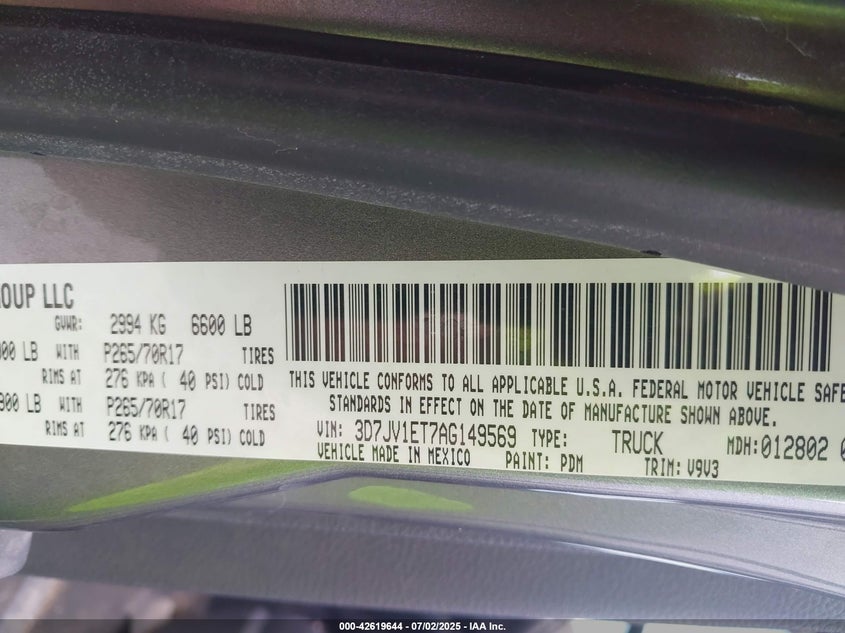 OUP LLC
GVWR: 2994 KG 6600 LB
00 LB WITH P265/70R17 TIRES
RIMS AT 276 KPA ( 40 PSI) COLD
900 LB WITH P265/70R17 TIRES
RIMS AT 276 KPA ( 40 PSI) COLD
THIS VEHICLE CONFORMS TO ALL APPLICABLE U.S.A. FEDERAL MOTOR VEHICLE SAFE
STANDARDS IN EFFECT ON THE DATE OF MANUFACTURE SHOWN ABOVE.
VIN: 3D7JV1ET7AG149569 TYPE: TRUCK MDH:012802 0
VEHICLE MADE IN MEXICO PAINT: PDM TRIM: V9V3
000-42619644 - 07/02/2025 - IAA Inc.